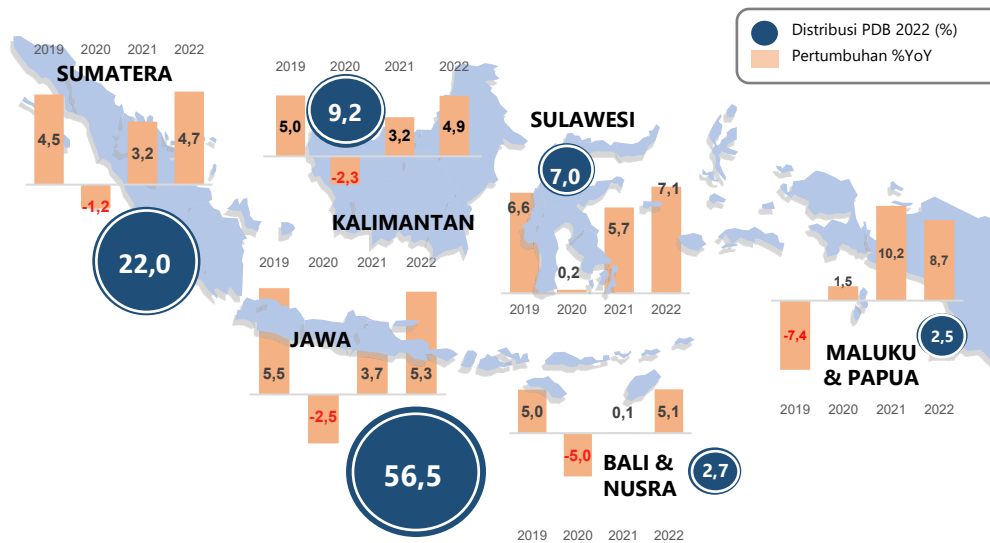 Distribusi PDB 2022 (%)
Pertumbuhan %YoY
2019 2020 2021 2022
SUMATERA
4,5
-1,2
3,2
4,7
22,0
2019 2020 2021 2022
9,2
5,0
-2,3
3,2
4,9
KALIMANTAN
SULAWESI
7,0
6,6
0,2
5,7
7,1
2019 2020 2021 2022
2019 2020 2021 2022
JAWA
5,5
-2,5
3,7
5,3
56,5
5,0
-5,0
0,1
5,1
BALI &
NUSRA
2,7
2019 2020 2021 2022
-7,4
1,5
10,2
8,7
2,5
MALUKU
& PAPUA
2019 2020 2021 2022